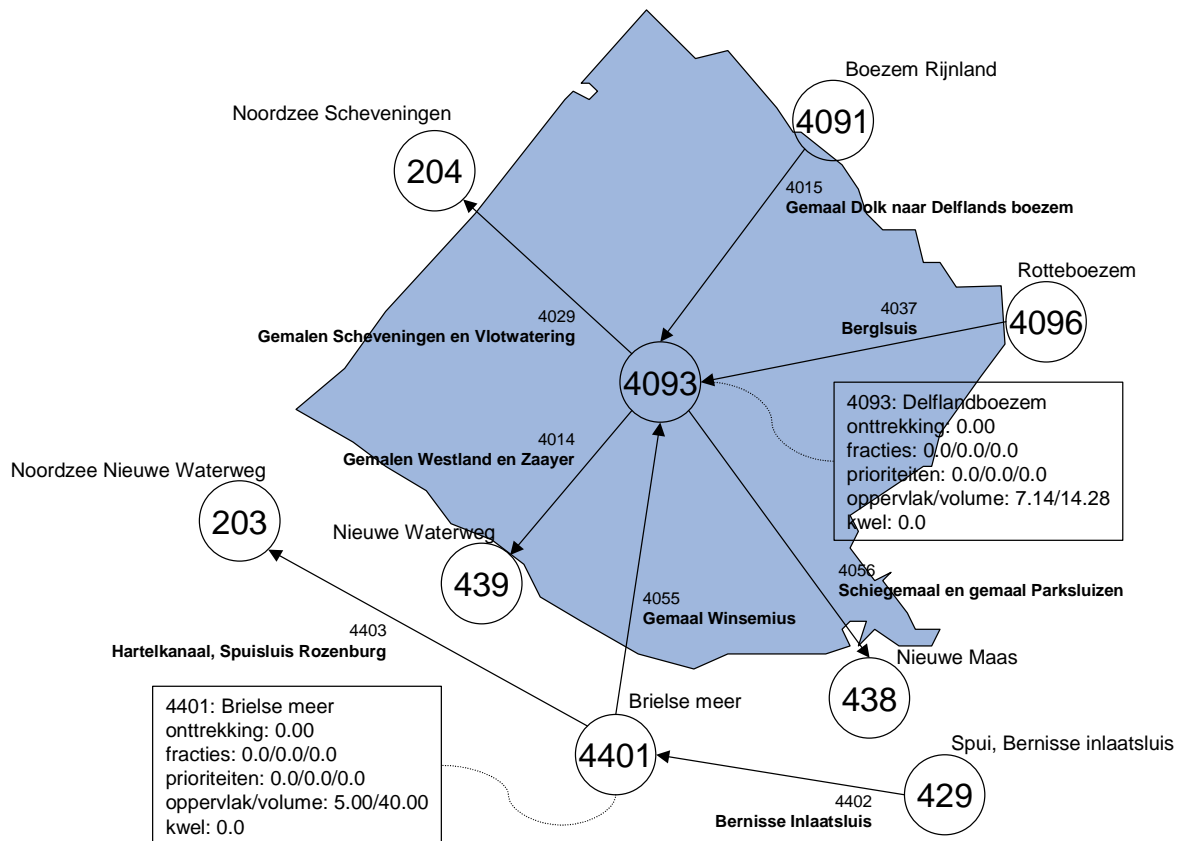 Boezem Rijnland
4091
Noordzee Scheveningen
204
4015
Gemaal Dolk naar Delflands boezem
Rotteboezem
4096
4037
Berglsuis
4029
Gemalen Scheveningen en Vlotwatering
4093
4093: Delflandboezem
onttrekking: 0.00
fracties: 0.0/0.0/0.0
prioriteiten: 0.0/0.0/0.0
oppervlak/volume: 7.14/14.28
kwel: 0.0
4014
Gemalen Westland en Zaayer
Noordzee Nieuwe Waterweg
203
Nieuwe Waterweg
439
4056
Schiegemaal en gemaal Parksluizen
4055
Gemaal Winsemius
4403
Hartelkanaal, Spuisluis Rozenburg
Nieuwe Maas
438
4401: Brielse meer
onttrekking: 0.00
fracties: 0.0/0.0/0.0
prioriteiten: 0.0/0.0/0.0
oppervlak/volume: 5.00/40.00
kwel: 0.0
Brielse meer
4401
Spui, Bernisse inlaatsluis
429
4402
Bernisse Inlaatsluis